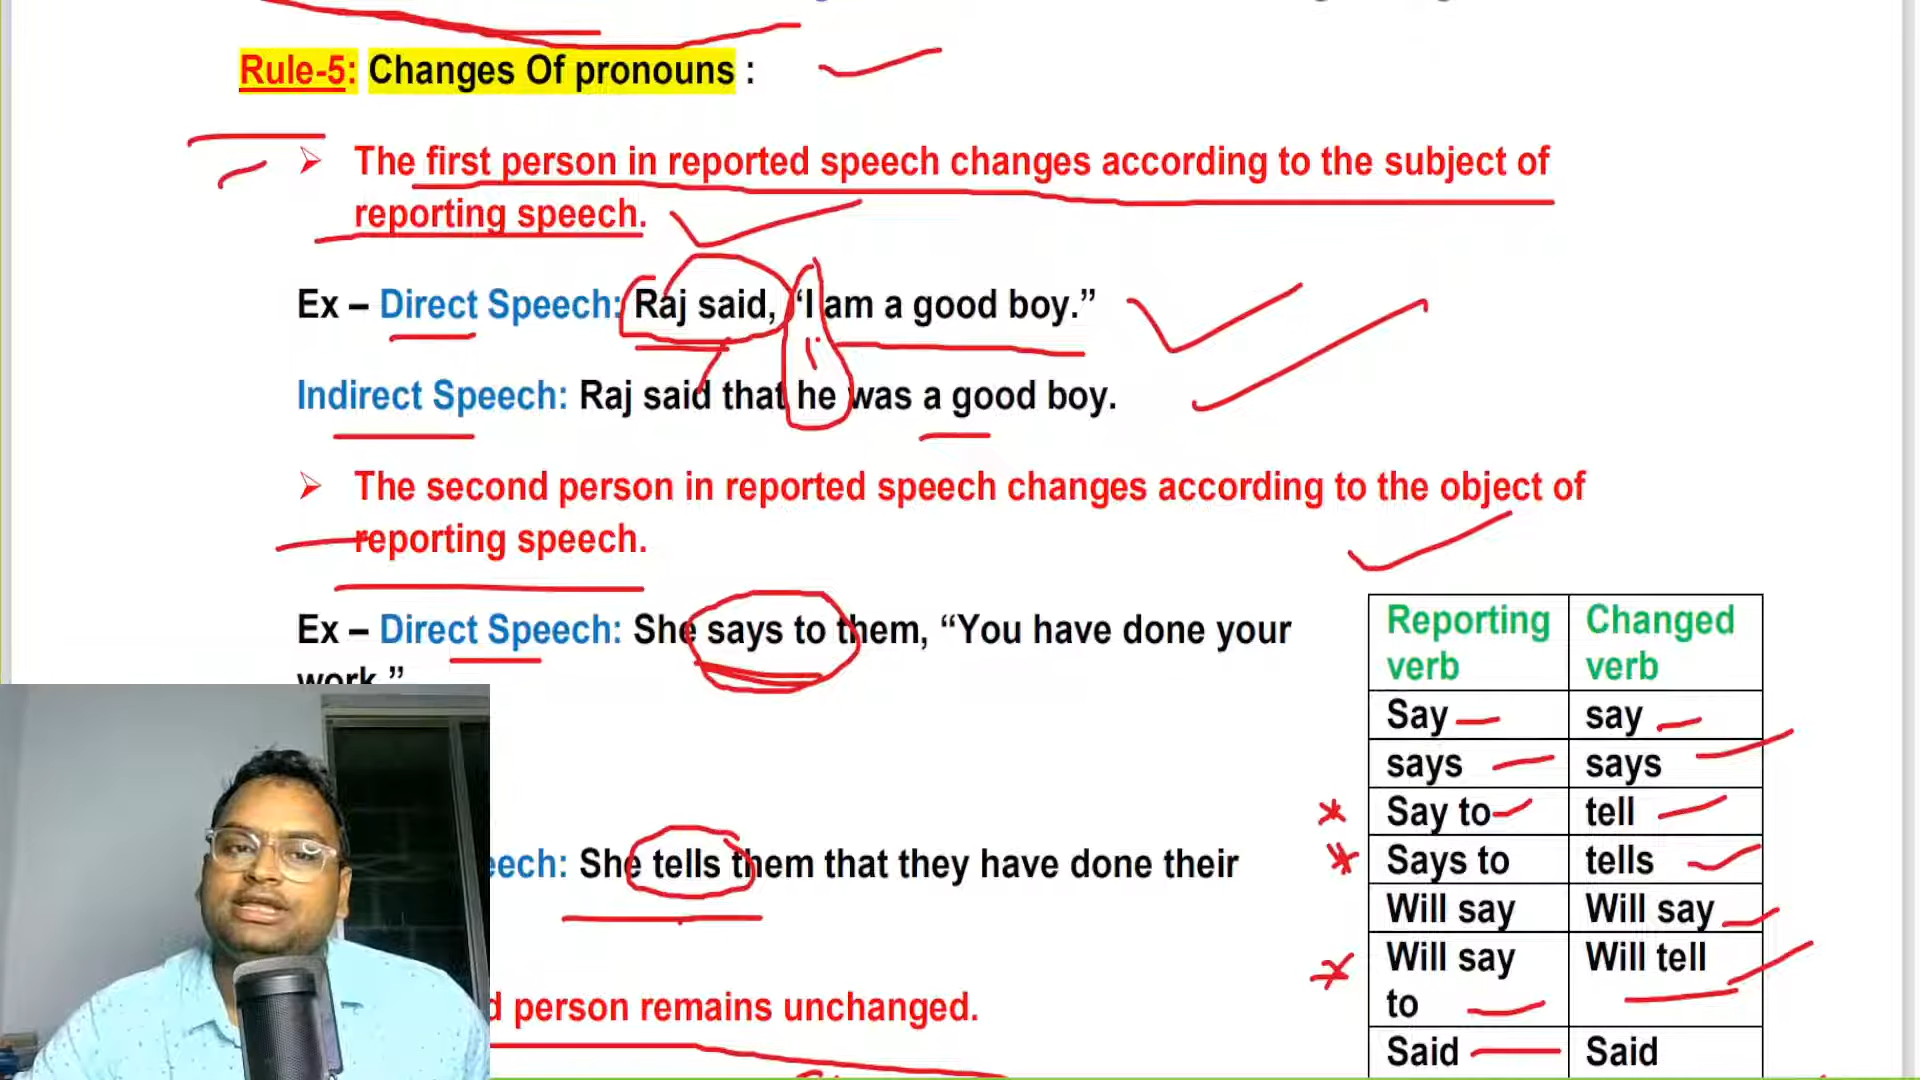 Rule-5: Changes Of pronouns :
➢ The first person in reported speech changes according to the subject of
reporting speech.
Ex – Direct Speech: Raj said, “I am a good boy.”
Indirect Speech: Raj said that he was a good boy.
➢ The second person in reported speech changes according to the object of
reporting speech.
Ex – Direct Speech: She says to them, “You have done your
work.”
eech: She tells them that they have done their
d person remains unchanged.
Reporting verb Changed verb
Say say
says says
Say to tell
Says to tells
Will say Will say
Will say to Will tell
Said Said